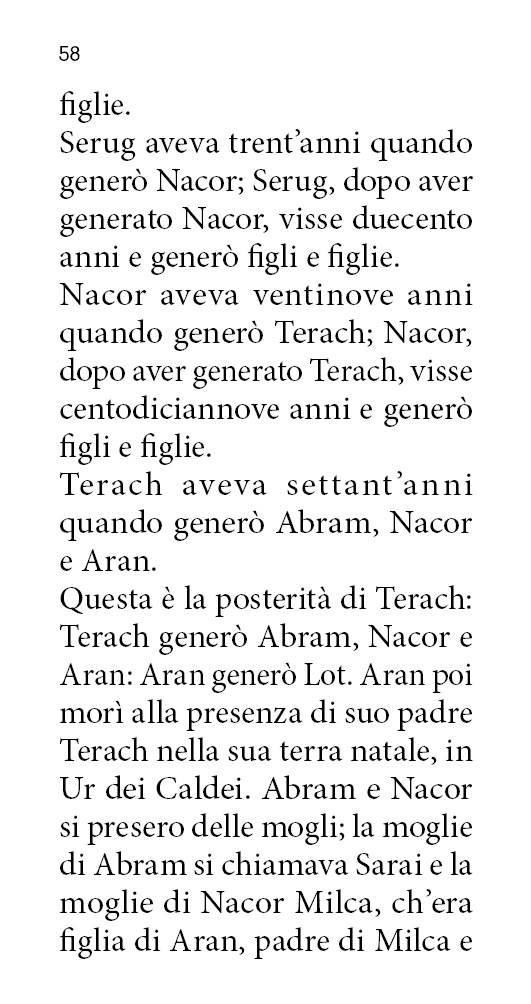 58
figlie.
Serug aveva trent’anni quando
generò Nacor; Serug, dopo aver
generato Nacor, visse duecento
anni e generò figli e figlie.
Nacor aveva ventinove anni
quando generò Terach; Nacor,
dopo aver generato Terach, visse
centodiciannove anni e generò
figli e figlie.
Terach aveva settant’anni
quando generò Abram, Nacor
e Aran.
Questa è la posterità di Terach:
Terach generò Abram, Nacor e
Aran: Aran generò Lot. Aran poi
morì alla presenza di suo padre
Terach nella sua terra natale, in
Ur dei Caldei. Abram e Nacor
si presero delle mogli; la moglie
di Abram si chiamava Sarai e la
moglie di Nacor Milca, ch’era
figlia di Aran, padre di Milca e